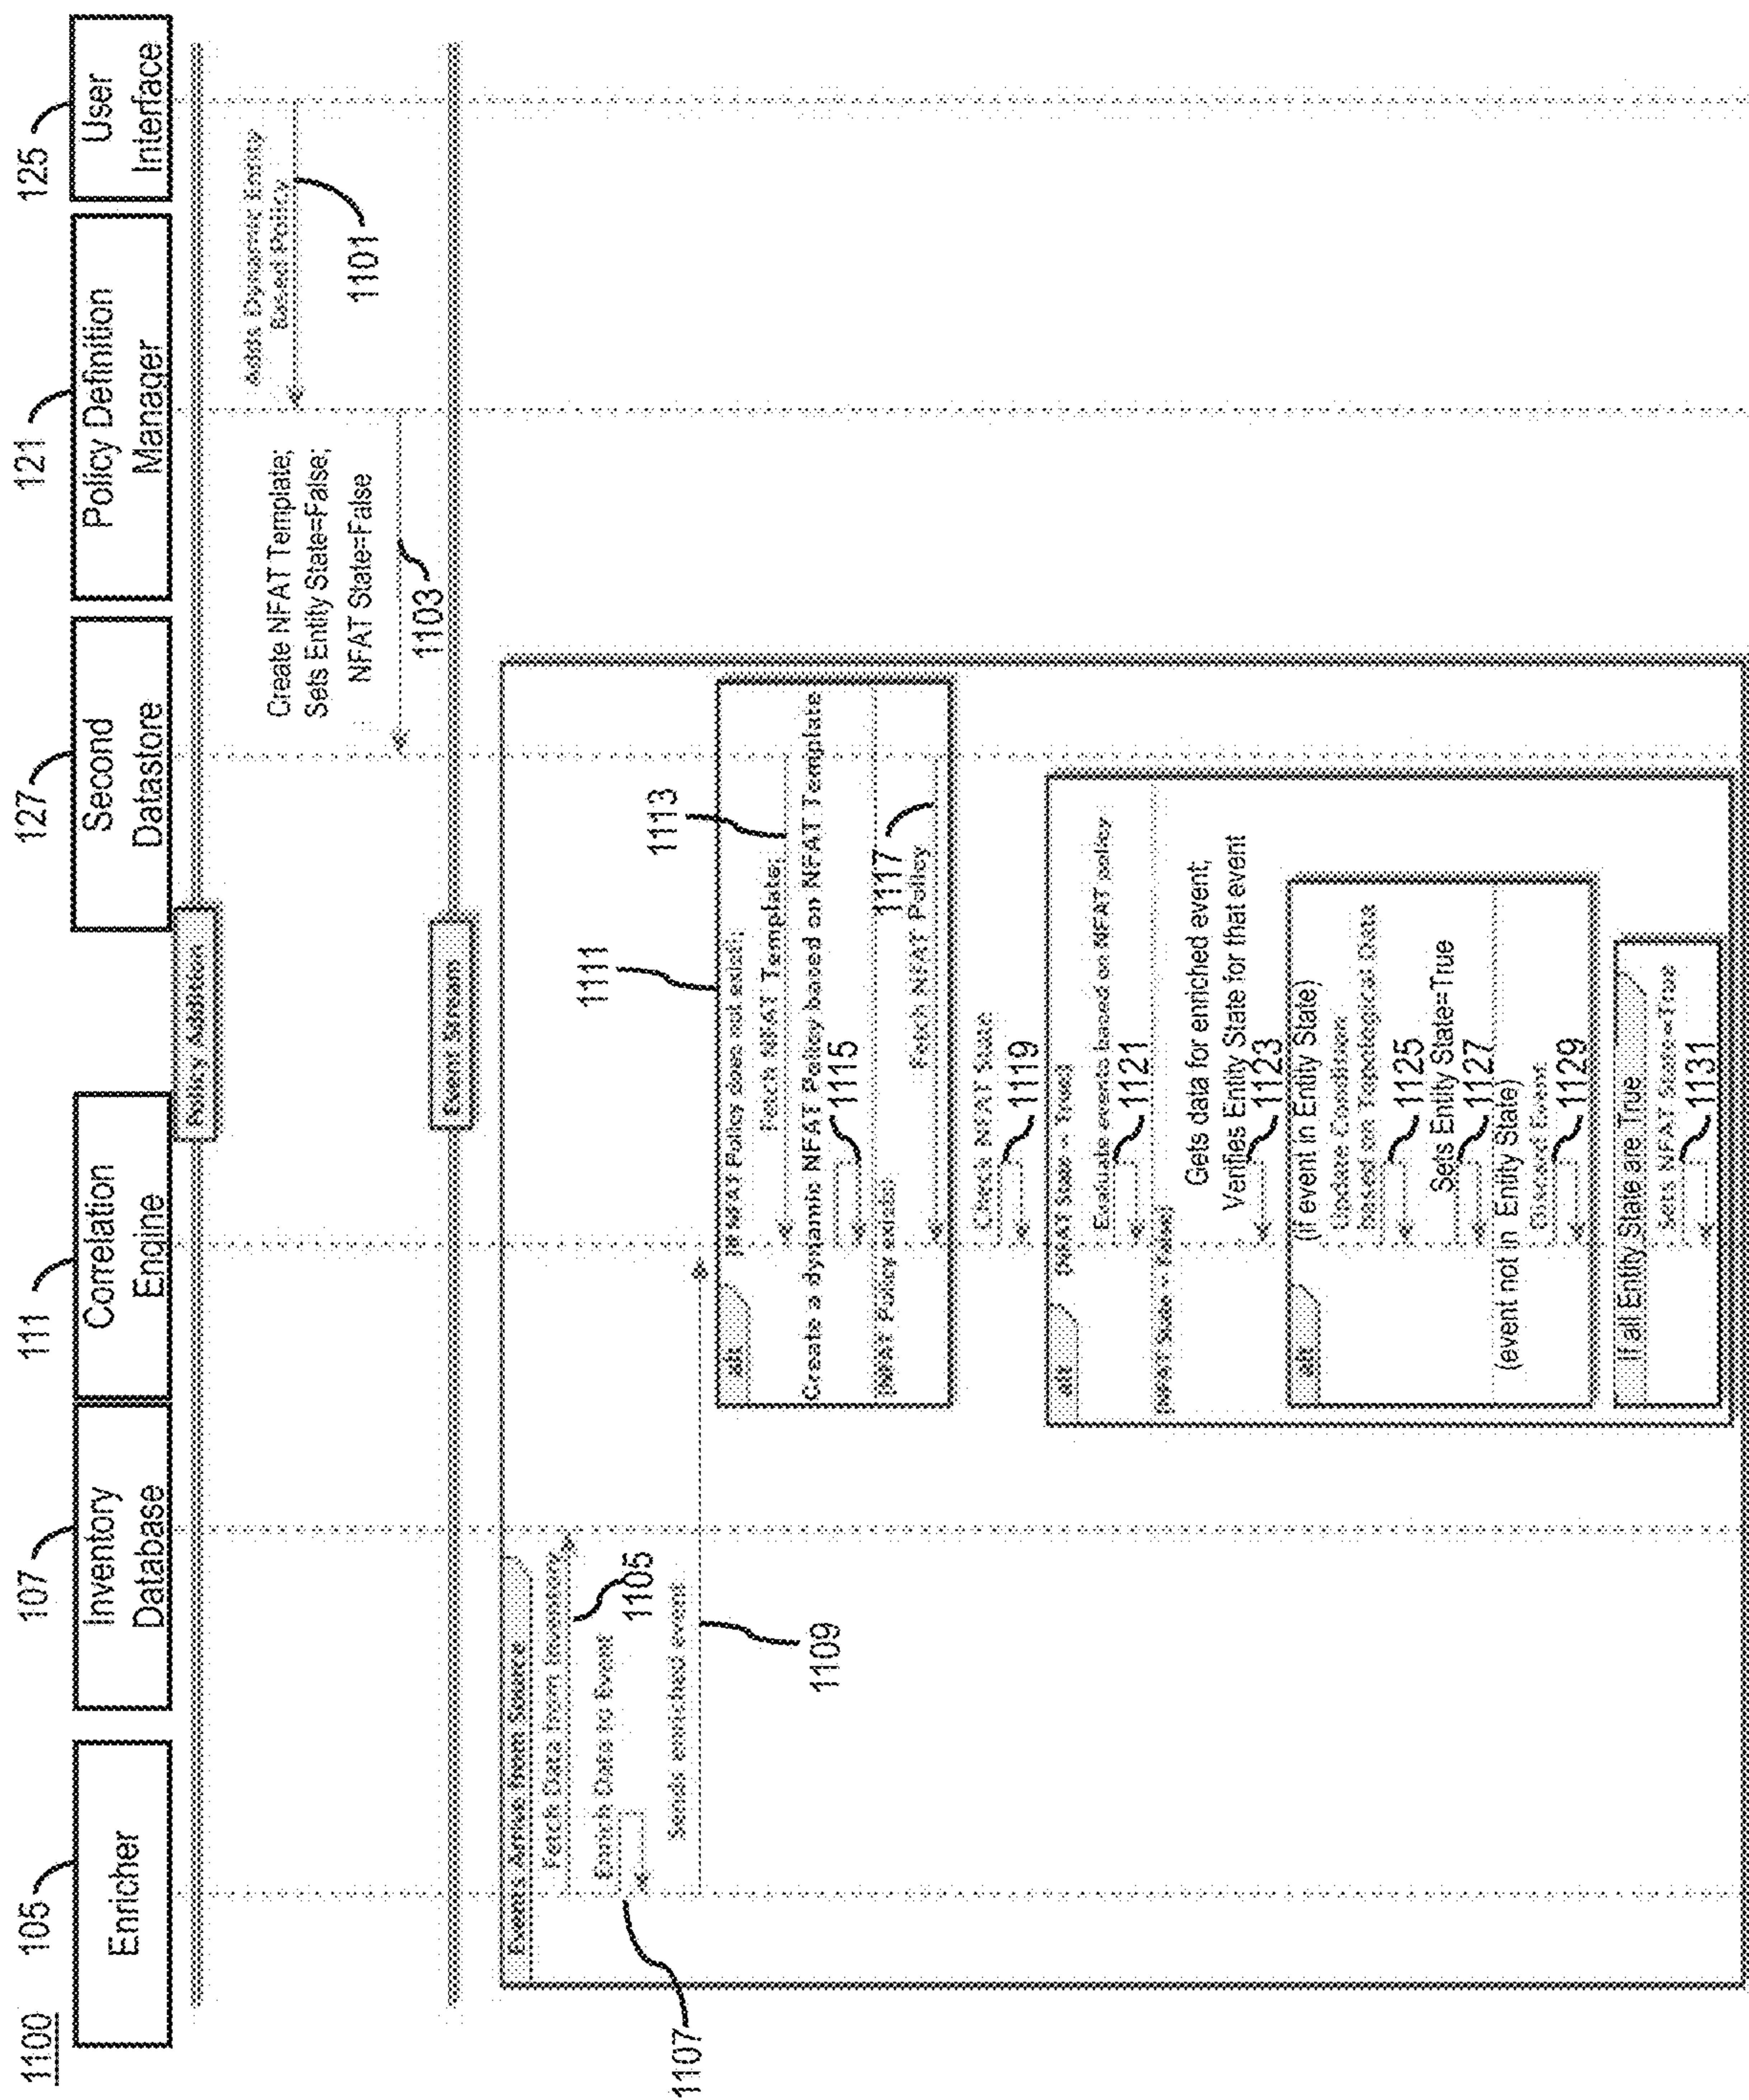 1100
105
Enricher
107
Inventory
Database
111
Correlation
Engine
127
Second
Datastore
121
Policy Definition
Manager
125
User
Interface
Policy Addition
Adds Dynamic Entity
Based Policy
1101
Create NFAT Template;
Sets Entity State=False;
NFAT State=False
1103
Event Stream
Events Arrive from Source
Fetch Data from Inventory
1105
Enrich Data to Event
1107
Sends enriched event
1109
1111
alt
[If NFAT Policy does not exist;
Fetch NFAT Template;
1113
Create a dynamic NFAT Policy based on NFAT Template
1115
[NFAT Policy exists]
Fetch NFAT Policy
1117
Check NFAT State
1119
alt
[NFAT State = True]
Evaluate events based on NFAT policy
1121
[NFAT State = False]
Gets data for enriched event,
Verifies Entity State for that event
1123
alt
(If event in Entity State)
Update Condition
based on Topological Data
1125
Sets Entity State=True
1127
(event not in Entity State)
Discard Event
1129
If all Entity State are True
Sets NFAT State=True
1131